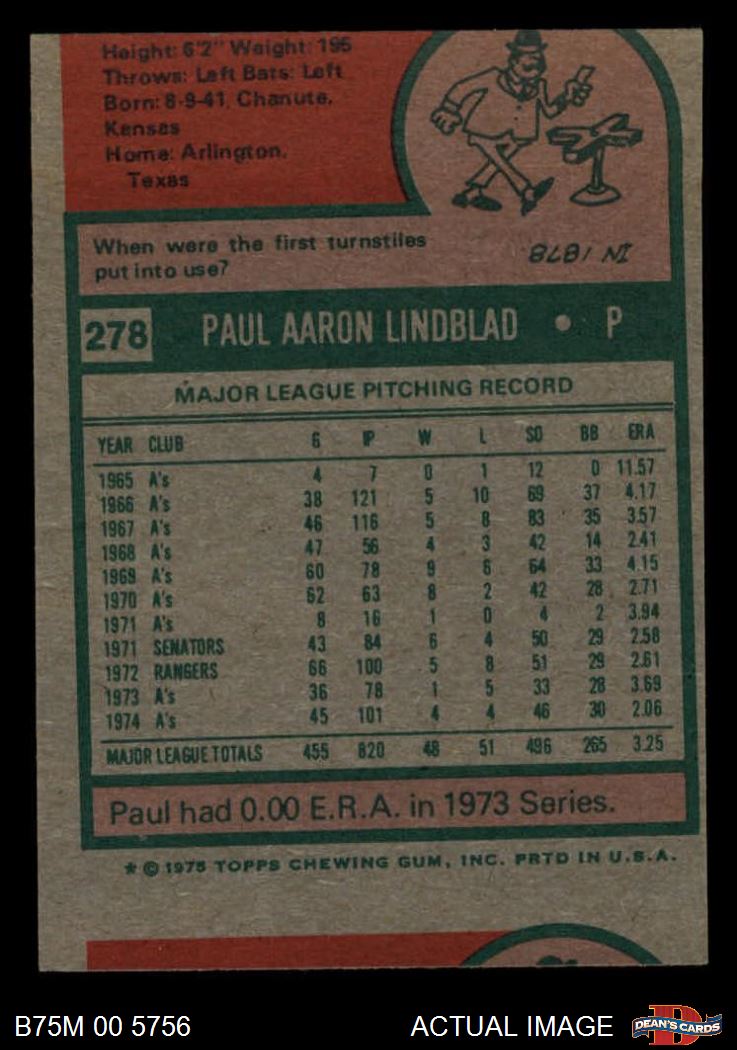 Height: 6'2" Weight: 195
Throws: Left Bats: Left
Born: 8-9-41, Chanute,
Kansas
Home: Arlington,
Texas
When were the first turnstiles
put into use?
IN 1878
278 PAUL AARON LINDBLAD • P
MAJOR LEAGUE PITCHING RECORD
YEAR CLUB G IP W L SO BB ERA
1965 A's 4 7 0 1 12 0 11.57
1966 A's 38 121 5 10 69 37 4.17
1967 A's 46 116 5 8 83 35 3.57
1968 A's 47 56 4 3 42 14 2.41
1969 A's 60 78 9 6 64 33 4.15
1970 A's 62 63 8 2 42 28 2.71
1971 A's 8 16 1 0 4 2 3.94
1971 SENATORS 43 84 6 4 50 29 2.58
1972 RANGERS 66 100 5 8 51 29 2.61
1973 A's 36 78 1 5 33 28 3.69
1974 A's 45 101 4 4 46 30 2.06
MAJOR LEAGUE TOTALS 455 820 48 51 496 265 3.25
Paul had 0.00 E.R.A. in 1973 Series.
* © 1975 TOPPS CHEWING GUM, INC. PRTD IN U.S.A.
B75M 00 5756 ACTUAL IMAGE
D
DEAN'S CARDS